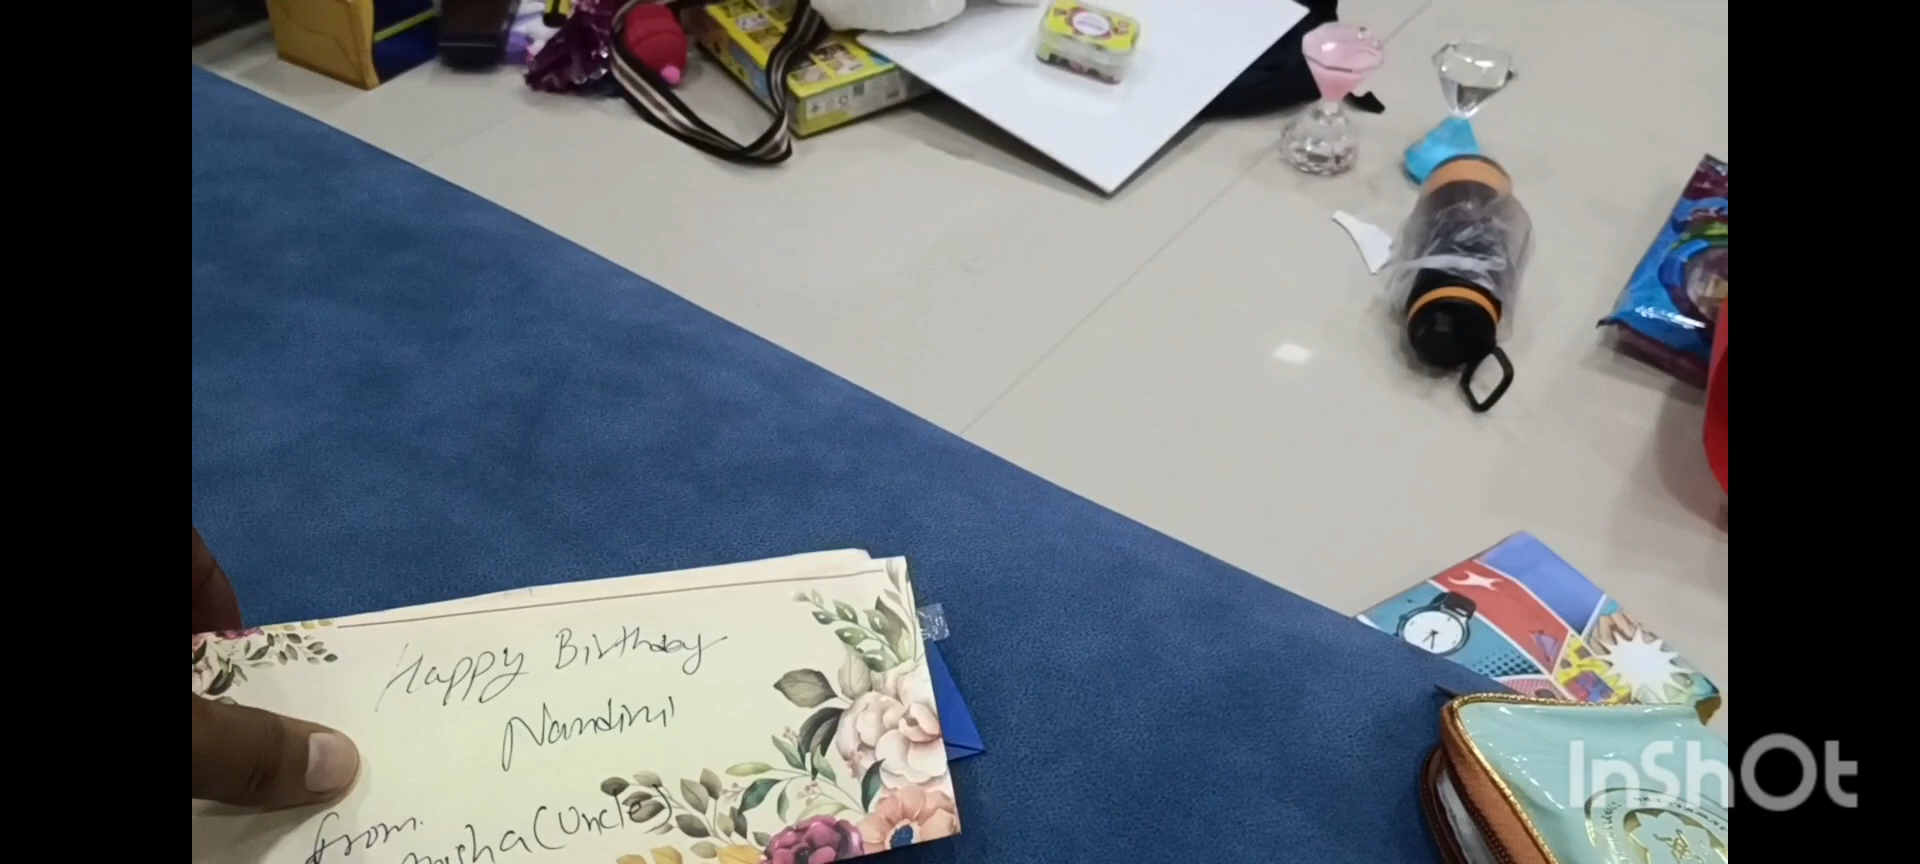 Happy Birthday
Nandini
from.
(Uncle)
InShOt